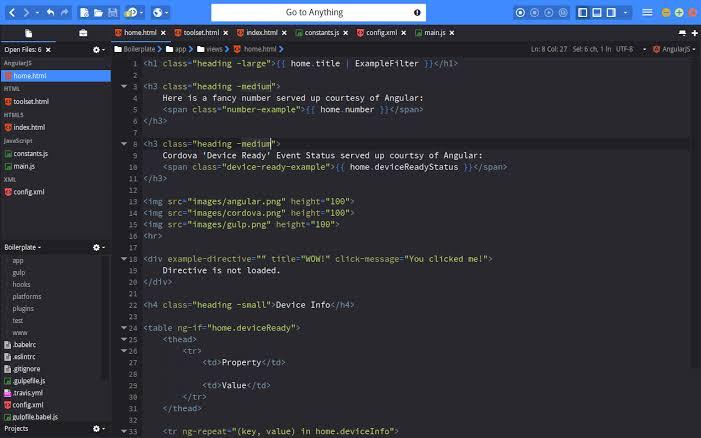 Go to Anything
Open Files: 6
AngularJS
home.html
HTML
toolset.html
HTML5
index.html
JavaScript
constants.js
main.js
XML
config.xml
Boilerplate
app
gulp
hooks
platforms
plugins
test
www
.babelrc
.eslintrc
.gitignore
.gulpfile.js
.travis.yml
config.xml
gulpfile.babel.js
Projects
home.html toolset.html index.html constants.js config.xml main.js
Boilerplate app views home.html Ln: 8 Col: 27 Sel: 6 ch, 1 ln UTF-8 AngularJS
1 <h1 class="heading -large">{{ home.title | ExampleFilter }}</h1>
2
3 <h3 class="heading -medium">
4 Here is a fancy number served up courtesy of Angular:
5 <span class="number-example">{{ home.number }}</span>
6 </h3>
7
8 <h3 class="heading -medium">
9 Cordova 'Device Ready' Event Status served up courtsy of Angular:
10 <span class="device-ready-example">{{ home.deviceReadyStatus }}</span>
11 </h3>
12
13 <img src="images/angular.png" height="100">
14 <img src="images/cordova.png" height="100">
15 <img src="images/gulp.png" height="100">
16 <hr>
17
18 <div example-directive="" title="WOW!" click-message="You clicked me!">
19 Directive is not loaded.
20 </div>
21
22 <h4 class="heading -small">Device Info</h4>
23
24 <table ng-if="home.deviceReady">
25 <thead>
26 <tr>
27 <td>Property</td>
28
29 <td>Value</td>
30 </tr>
31 </thead>
32
33 <tr ng-repeat="(key, value) in home.deviceInfo">